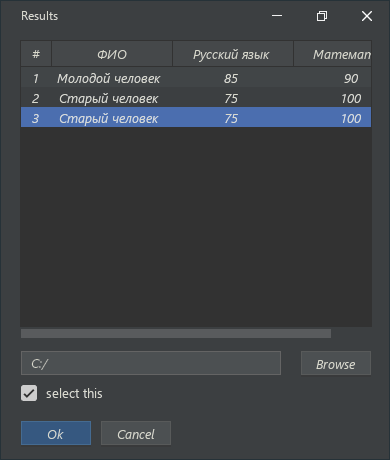 Results
# ФИО Русский язык Математ
1 Молодой человек 85 90
2 Старый человек 75 100
3 Старый человек 75 100
C:/ Browse
select this
Ok Cancel